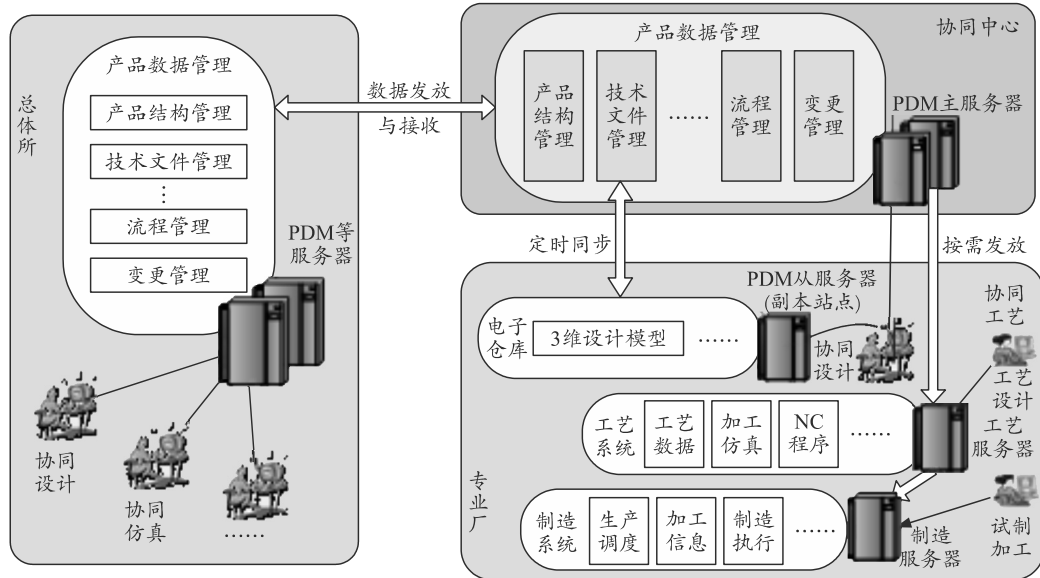 总体所
产品数据管理
产品结构管理
技术文件管理
……
流程管理
变更管理
PDM等
服务器
协同
设计
协同
仿真
……
数据发放
与接收
协同中心
产品数据管理
产品
结构
管理
技术
文件
管理
……
流程
管理
变更
管理
PDM主服务器
定时同步
按需发放
专业厂
PDM从服务器
(副本站点)
电子
仓库
3维设计模型
……
协同
设计
协同
工艺
工艺
设计
工艺
系统
工艺
数据
加工
仿真
NC
程序
……
工艺
服务器
制造
系统
生产
调度
加工
信息
制造
执行
……
制造
服务器
试制
加工